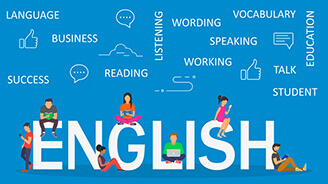 LANGUAGE
BUSINESS
SUCCESS
READING
LISTENING
WORDING
VOCABULARY
SPEAKING
WORKING
EDUCATION
TALK
STUDENT
ENGLISH